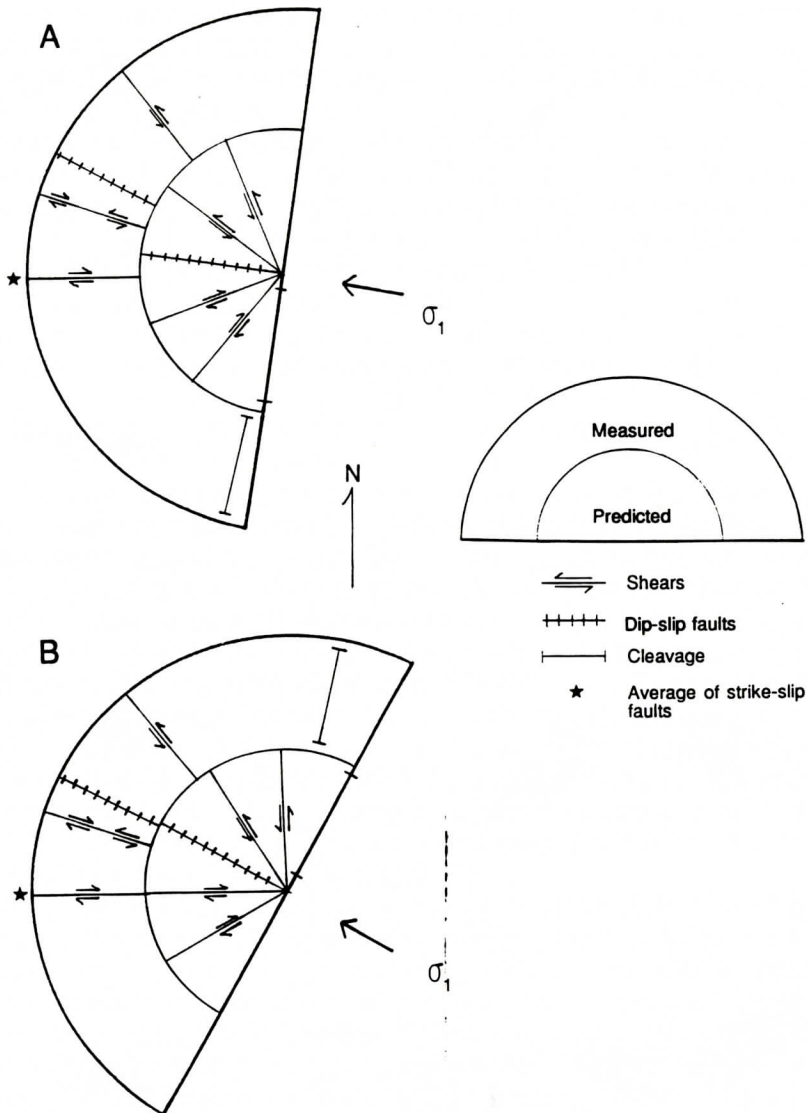 A
σ₁
N
Measured
Predicted
Shears
Dip-slip faults
Cleavage
★ Average of strike-slip
faults
B
σ₁